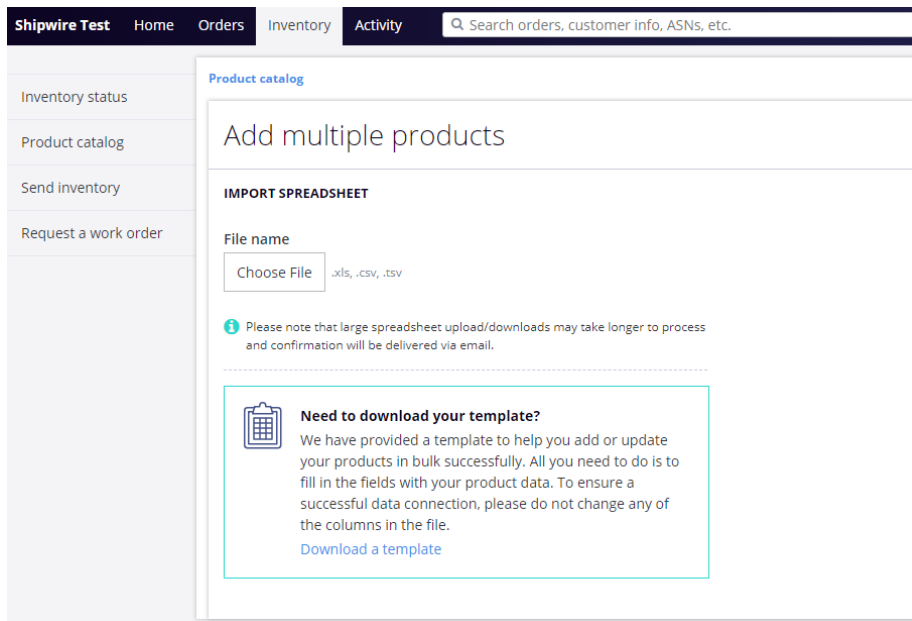 Shipwire Test Home Orders Inventory Activity Search orders, customer info, ASNs, etc.
Inventory status
Product catalog
Send inventory
Request a work order
Product catalog
Add multiple products
IMPORT SPREADSHEET
File name
Choose File .xls, .csv, .tsv
Please note that large spreadsheet upload/downloads may take longer to process
and confirmation will be delivered via email.
Need to download your template?
We have provided a template to help you add or update
your products in bulk successfully. All you need to do is to
fill in the fields with your product data. To ensure a
successful data connection, please do not change any of
the columns in the file.
Download a template